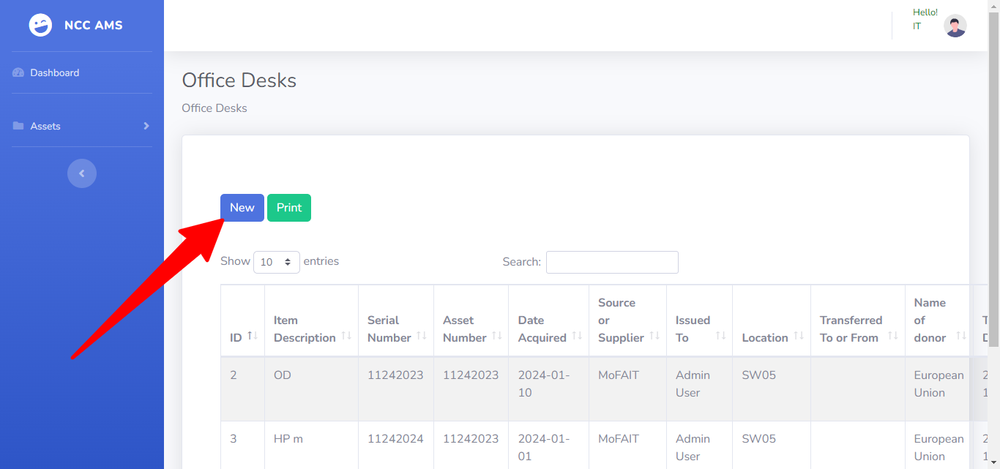 NCC AMS
Hello!
IT
Dashboard
Assets
Office Desks
Office Desks
New Print
Show 10 entries Search:
ID Item Description Serial Number Asset Number Date Acquired Source or Supplier Issued To Location Transferred To or From Name of donor
2 OD 11242023 11242023 2024-01-10 MoFAIT Admin User SW05 European Union
3 HP m 11242024 11242023 2024-01-01 MoFAIT Admin User SW05 European Union